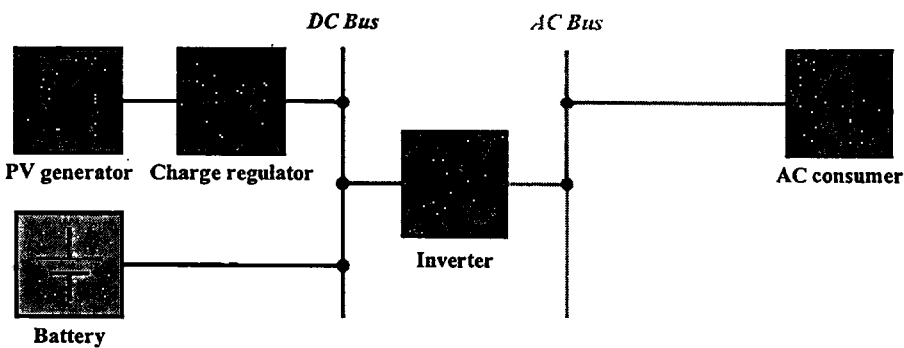 DC Bus
AC Bus
PV generator
Charge regulator
AC consumer
Inverter
Battery